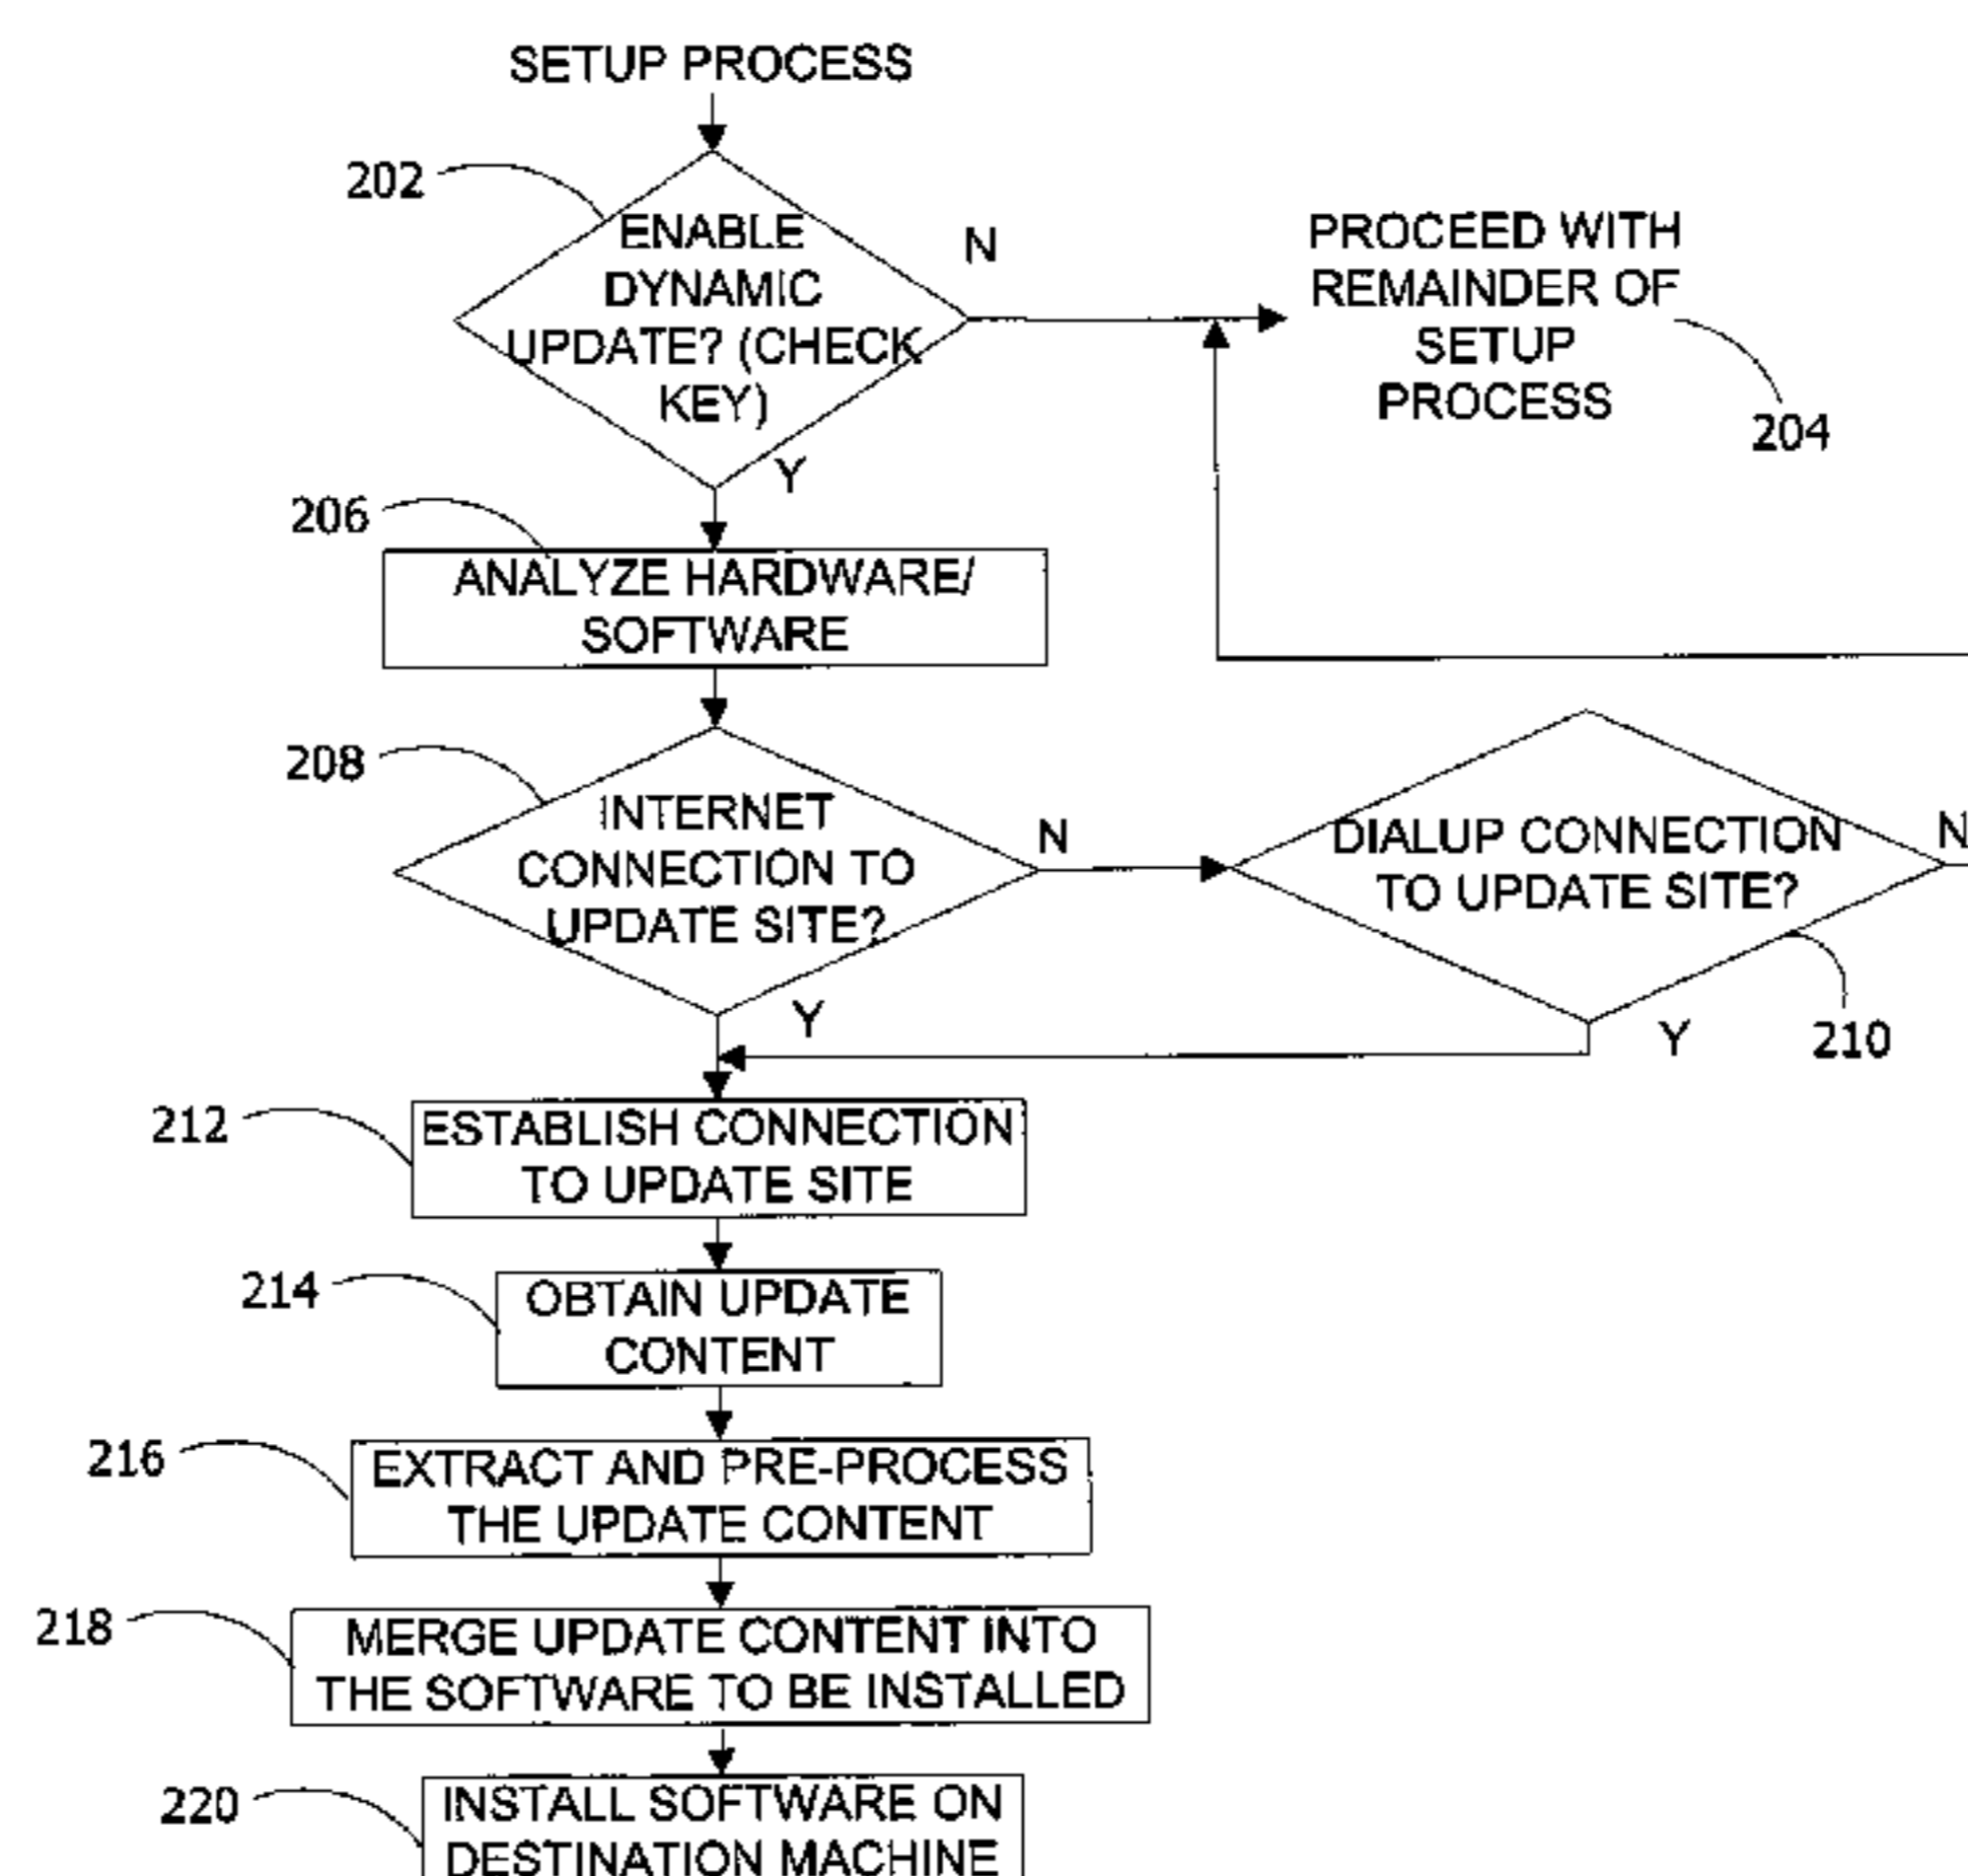 SETUP PROCESS
202
ENABLE
DYNAMIC
UPDATE? (CHECK
KEY)
N
Y
PROCEED WITH
REMAINDER OF
SETUP
PROCESS
204
206
ANALYZE HARDWARE/
SOFTWARE
208
INTERNET
CONNECTION TO
UPDATE SITE?
N
Y
DIALUP CONNECTION
TO UPDATE SITE?
N
Y
210
212
ESTABLISH CONNECTION
TO UPDATE SITE
214
OBTAIN UPDATE
CONTENT
216
EXTRACT AND PRE-PROCESS
THE UPDATE CONTENT
218
MERGE UPDATE CONTENT INTO
THE SOFTWARE TO BE INSTALLED
220
INSTALL SOFTWARE ON
DESTINATION MACHINE